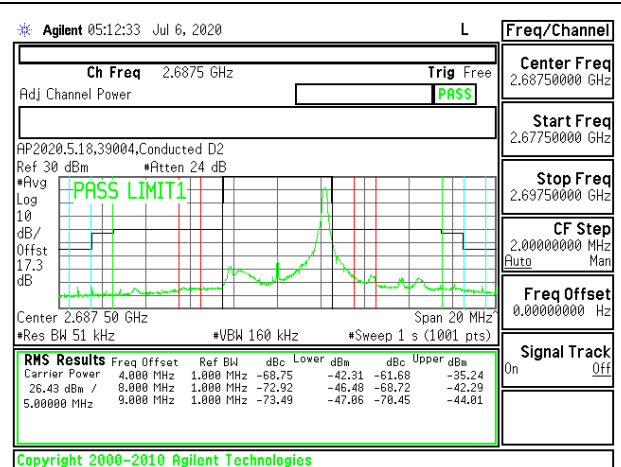 Agilent 05:12:33 Jul 6, 2020 L
Freq/Channel
Ch Freq 2.6875 GHz Trig Free
Adj Channel Power PASS
Center Freq
2.68750000 GHz
Start Freq
2.67750000 GHz
Stop Freq
2.69750000 GHz
CF Step
2.00000000 MHz
Auto Man
Freq Offset
0.00000000 Hz
Signal Track
On Off
AP2020.5.18,39004,Conducted D2
Ref 30 dBm #Atten 24 dB
#Avg
Log
10
dB/
Offst
17.3
dB
PASS LIMIT1
Center 2.687 50 GHz Span 20 MHz^
#Res BW 51 kHz #VBW 160 kHz #Sweep 1 s (1001 pts)
RMS Results Freq Offset Ref BW dBc Lower dBm dBc Upper dBm
Carrier Power 4.000 MHz 1.000 MHz -68.75 -42.31 -61.68 -35.24
26.43 dBm / 8.000 MHz 1.000 MHz -72.92 -46.48 -68.72 -42.29
5.00000 MHz 9.000 MHz 1.000 MHz -73.49 -47.06 -70.45 -44.01
Copyright 2000-2010 Agilent Technologies